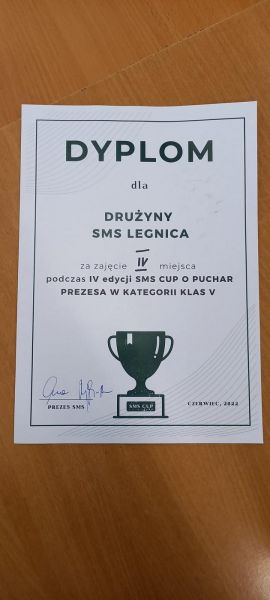 DYPLOM
dla
DRUŻYNY
SMS LEGNICA
za zajęcie IV miejsca
podczas IV edycji SMS CUP O PUCHAR
PREZESA W KATEGORII KLAS V
SMS CUP
PREZES SMS
CZERWIEC, 2022